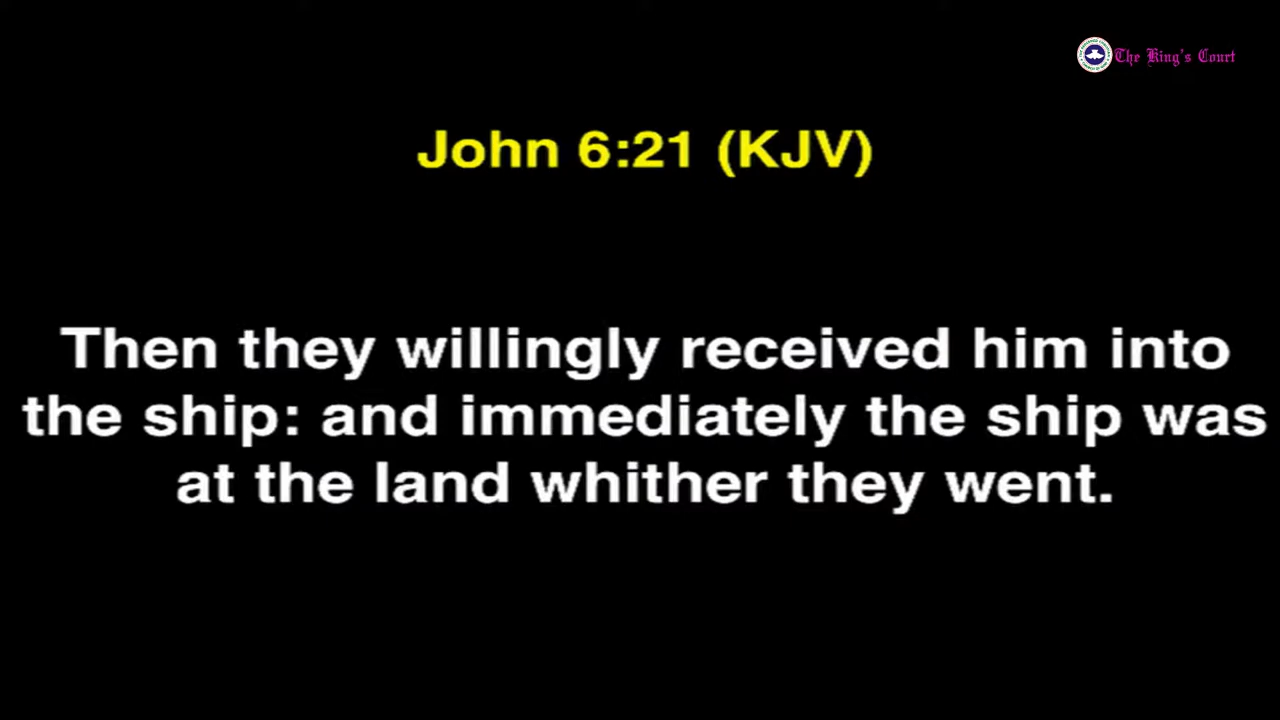 The King's Court
John 6:21 (KJV)
Then they willingly received him into
the ship: and immediately the ship was
at the land whither they went.